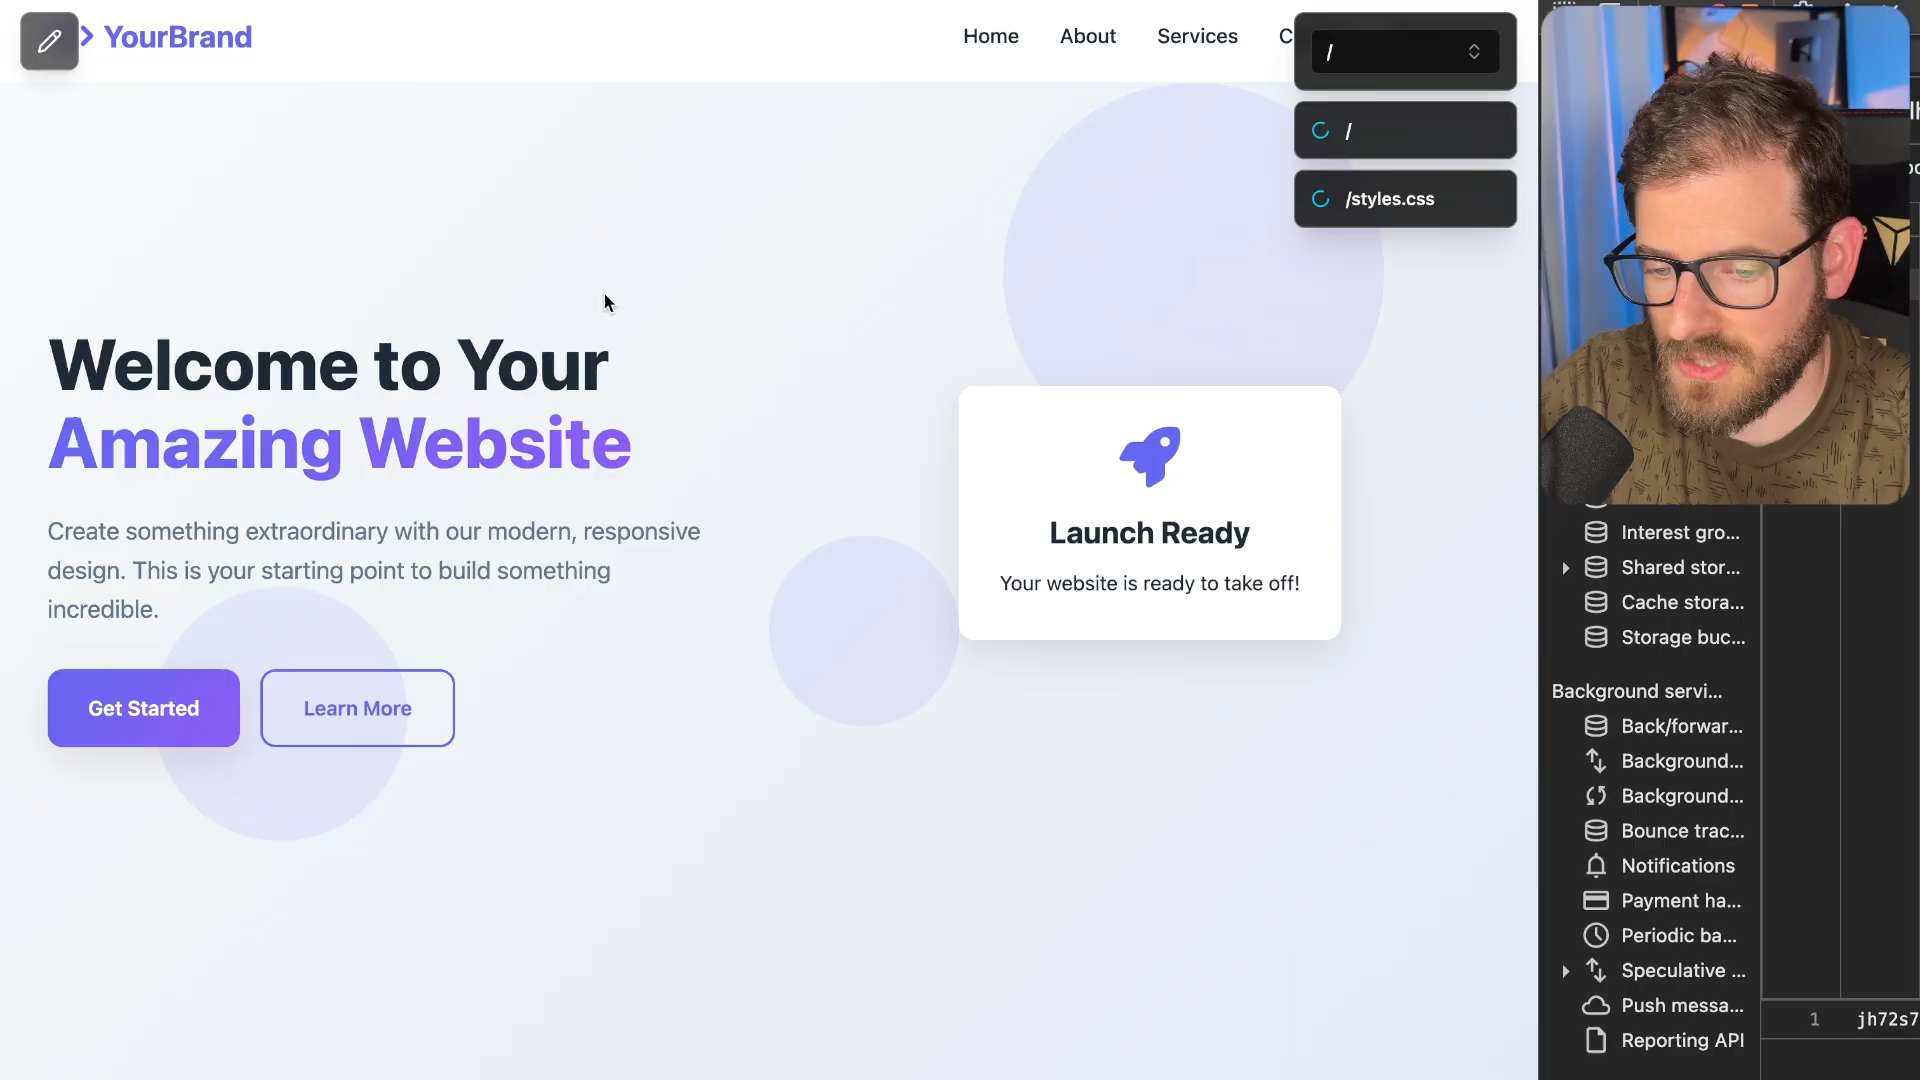 YourBrand
Home
About
Services
/
/
/styles.css
Welcome to Your
Amazing Website
Create something extraordinary with our modern, responsive
design. This is your starting point to build something
incredible.
Get Started
Learn More
Launch Ready
Your website is ready to take off!
Interest gro...
Shared stor...
Cache stora...
Storage buc...
Background servi...
Back/forwar...
Background...
Background...
Bounce trac...
Notifications
Payment ha...
Periodic ba...
Speculative ...
Push messa...
Reporting API
1 jh72s7